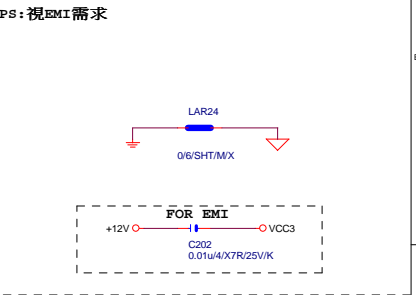 PS:視EMI需求
LAR24
0/6/SHT/M/X
FOR EMI
+12V
VCC3
C202
0.01u/4/X7R/25V/K